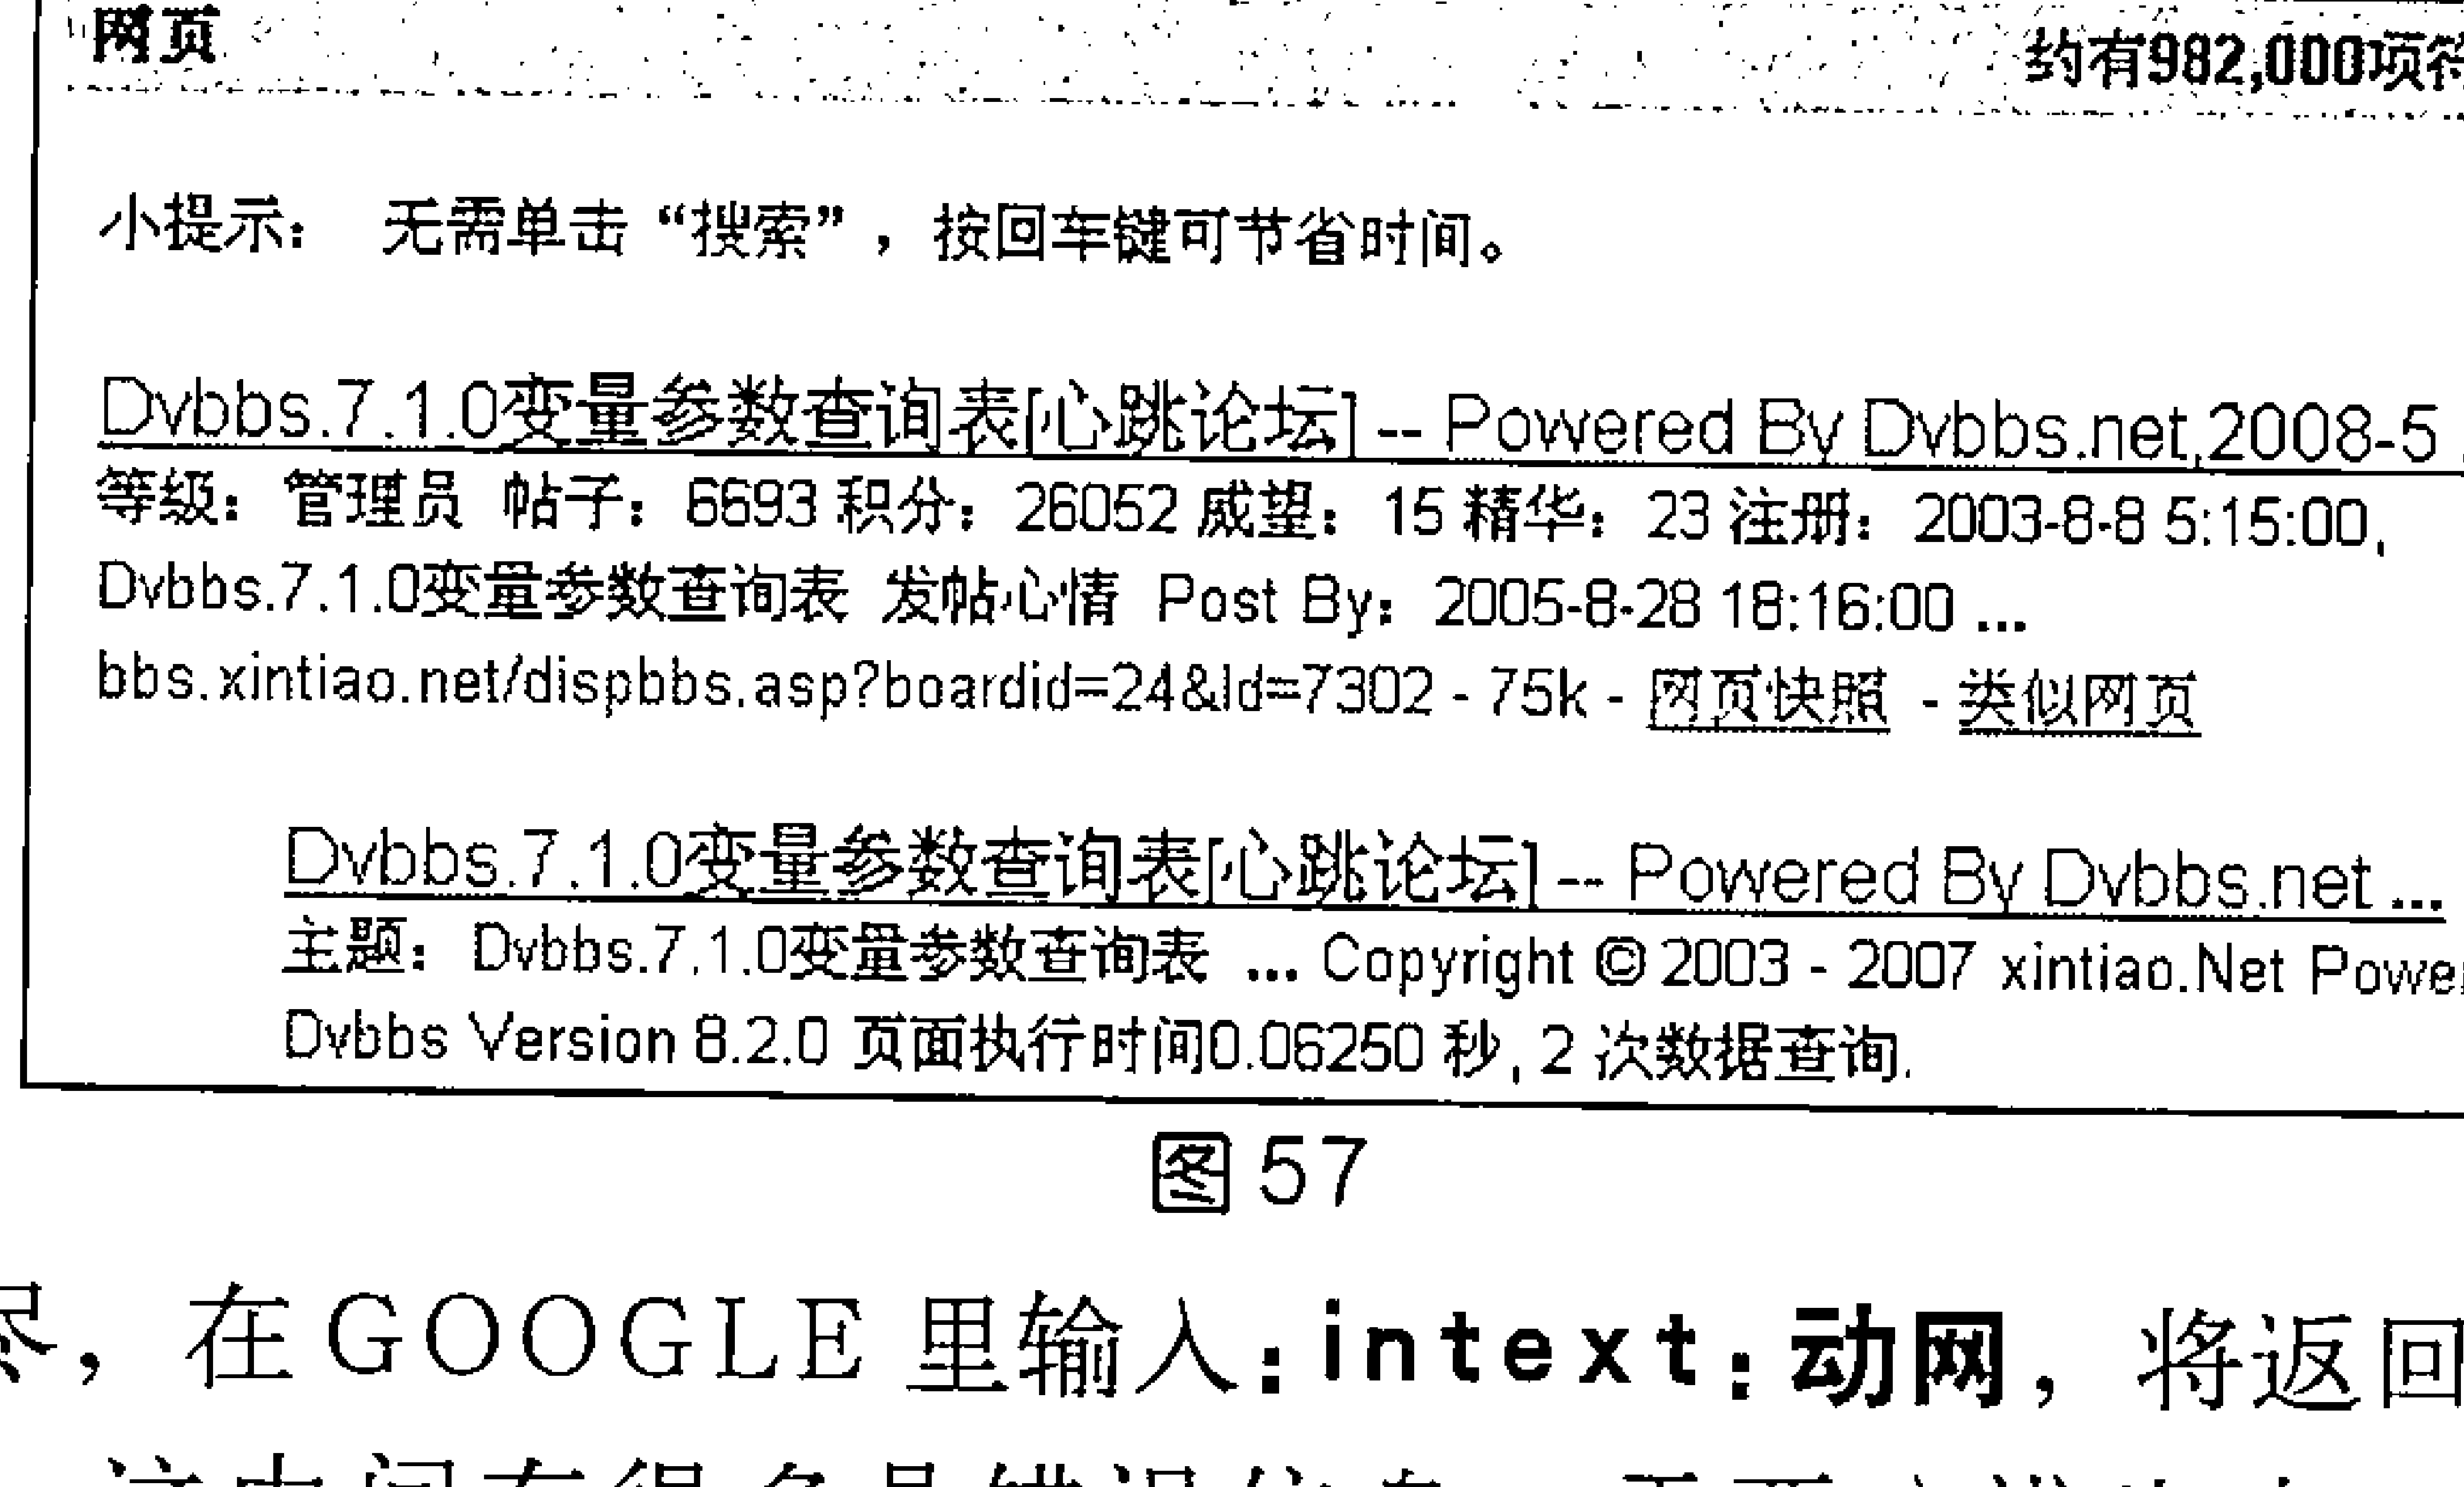 网页
约有982,000项符
小提示： 无需单击“搜索”，按回车键可节省时间。
Dvbbs.7.1.0变量参数查询表[心跳论坛] -- Powered By Dvbbs.net,2008-5
等级：管理员 帖子：6693 积分：26052 威望：15 精华：23 注册：2003-8-8 5:15:00,
Dvbbs.7.1.0变量参数查询表 发帖心情 Post By：2005-8-28 18:16:00 ...
bbs.xintiao.net/dispbbs.asp?boardid=24&Id=7302 - 75k - 网页快照 - 类似网页
Dvbbs.7.1.0变量参数查询表[心跳论坛] -- Powered By Dvbbs.net ...
主题：Dvbbs.7.1.0变量参数查询表 ... Copyright © 2003 - 2007 xintiao.Net Power
Dvbbs Version 8.2.0 页面执行时间0.06250 秒, 2 次数据查询.
图 57
，在GOOGLE里输入：intext：动网，将返回